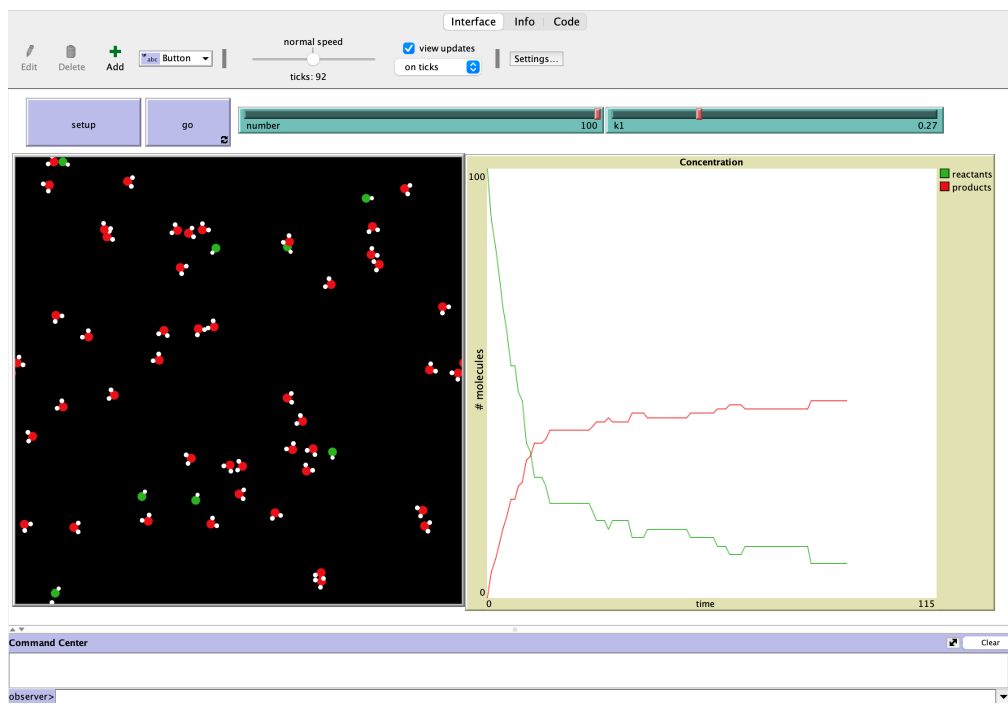 Interface Info Code
Edit
Delete
Add
abc Button
normal speed
ticks: 92
view updates
on ticks
Settings...
setup
go
number 100
k1 0.27
Concentration
100
0
# molecules
0 time 115
reactants
products
Command Center
Clear
observer>